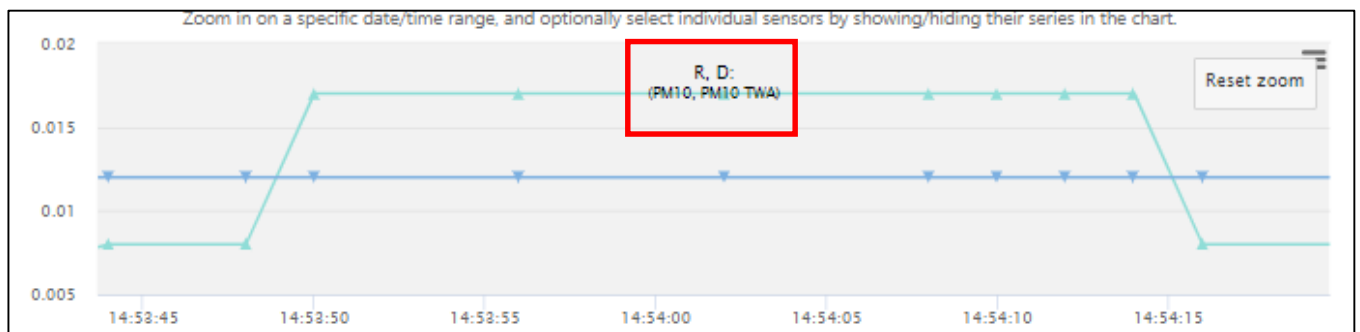 Zoom in on a specific date/time range, and optionally select individual sensors by showing/hiding their series in the chart.
0.02
R, D:
(PM10, PM10 TWA)
Reset zoom
0.015
0.01
0.005
14:53:45 14:53:50 14:53:55 14:54:00 14:54:05 14:54:10 14:54:15